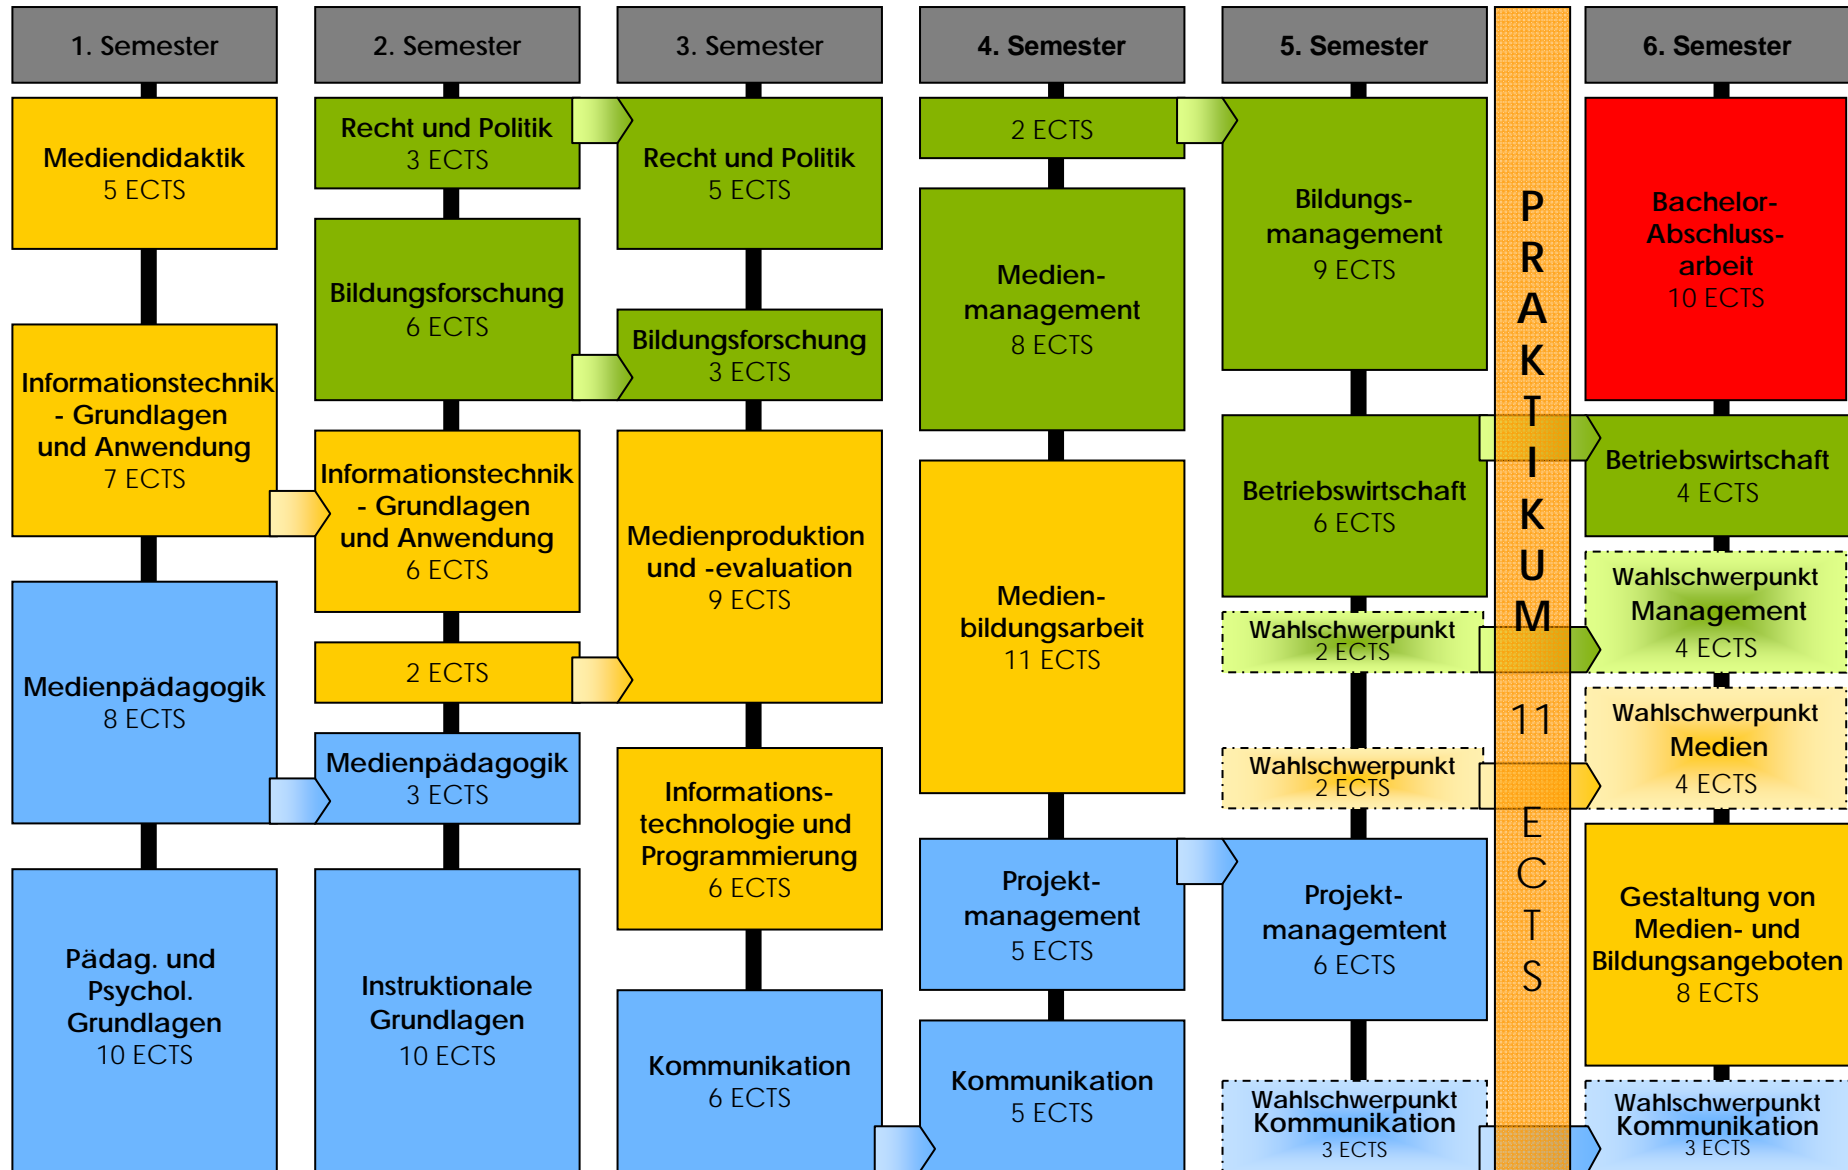 1. Semester
Mediendidaktik
5 ECTS
Informationstechnik
- Grundlagen
und Anwendung
7 ECTS
Medienpädagogik
8 ECTS
Pädag. und
Psychol.
Grundlagen
10 ECTS
2. Semester
Recht und Politik
3 ECTS
Bildungsforschung
6 ECTS
Informationstechnik
- Grundlagen
und Anwendung
6 ECTS
2 ECTS
Medienpädagogik
3 ECTS
Instruktionale
Grundlagen
10 ECTS
3. Semester
Recht und Politik
5 ECTS
Bildungsforschung
3 ECTS
Medienproduktion
und -evaluation
9 ECTS
Informations-
technologie und
Programmierung
6 ECTS
Kommunikation
6 ECTS
4. Semester
2 ECTS
Medien-
management
8 ECTS
Medien-
bildungsarbeit
11 ECTS
Projekt-
management
5 ECTS
Kommunikation
5 ECTS
5. Semester
Bildungs-
management
9 ECTS
Betriebswirtschaft
6 ECTS
Wahlschwerpunkt
2 ECTS
Wahlschwerpunkt
2 ECTS
Projekt-
managemtent
6 ECTS
Wahlschwerpunkt
Kommunikation
3 ECTS
PRAKTIKUM 11 ECTS
6. Semester
Bachelor-
Abschluss-
arbeit
10 ECTS
Betriebswirtschaft
4 ECTS
Wahlschwerpunkt
Management
4 ECTS
Wahlschwerpunkt
Medien
4 ECTS
Gestaltung von
Medien- und
Bildungsangeboten
8 ECTS
Wahlschwerpunkt
Kommunikation
3 ECTS